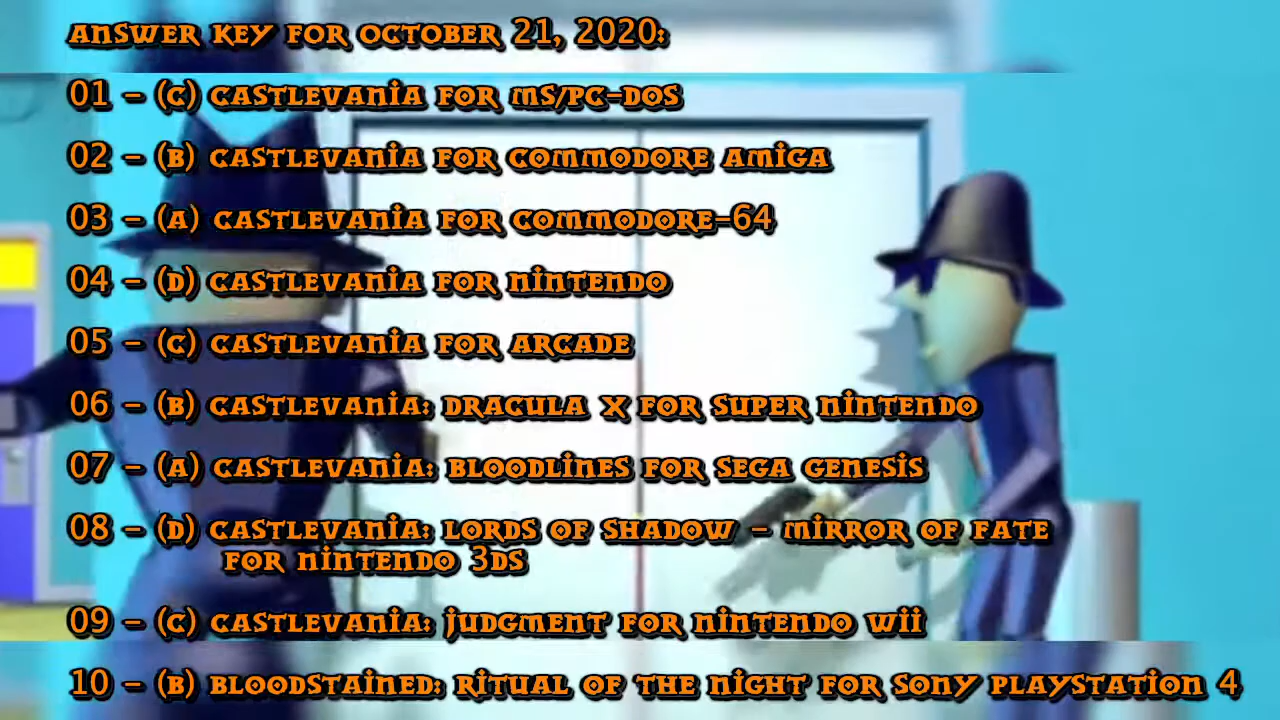 ANSWER KEY FOR OCTOBER 21, 2020:
01 - (C) CASTLEVANIA FOR MS/PC-DOS
02 - (B) CASTLEVANIA FOR COMMODORE AMIGA
03 - (A) CASTLEVANIA FOR COMMODORE-64
04 - (D) CASTLEVANIA FOR NINTENDO
05 - (C) CASTLEVANIA FOR ARCADE
06 - (B) CASTLEVANIA: DRACULA X FOR SUPER NINTENDO
07 - (A) CASTLEVANIA: BLOODLINES FOR SEGA GENESIS
08 - (D) CASTLEVANIA: LORDS OF SHADOW - MIRROR OF FATE
FOR NINTENDO 3DS
09 - (C) CASTLEVANIA: JUDGMENT FOR NINTENDO WII
10 - (B) BLOODSTAINED: RITUAL OF THE NIGHT FOR SONY PLAYSTATION 4